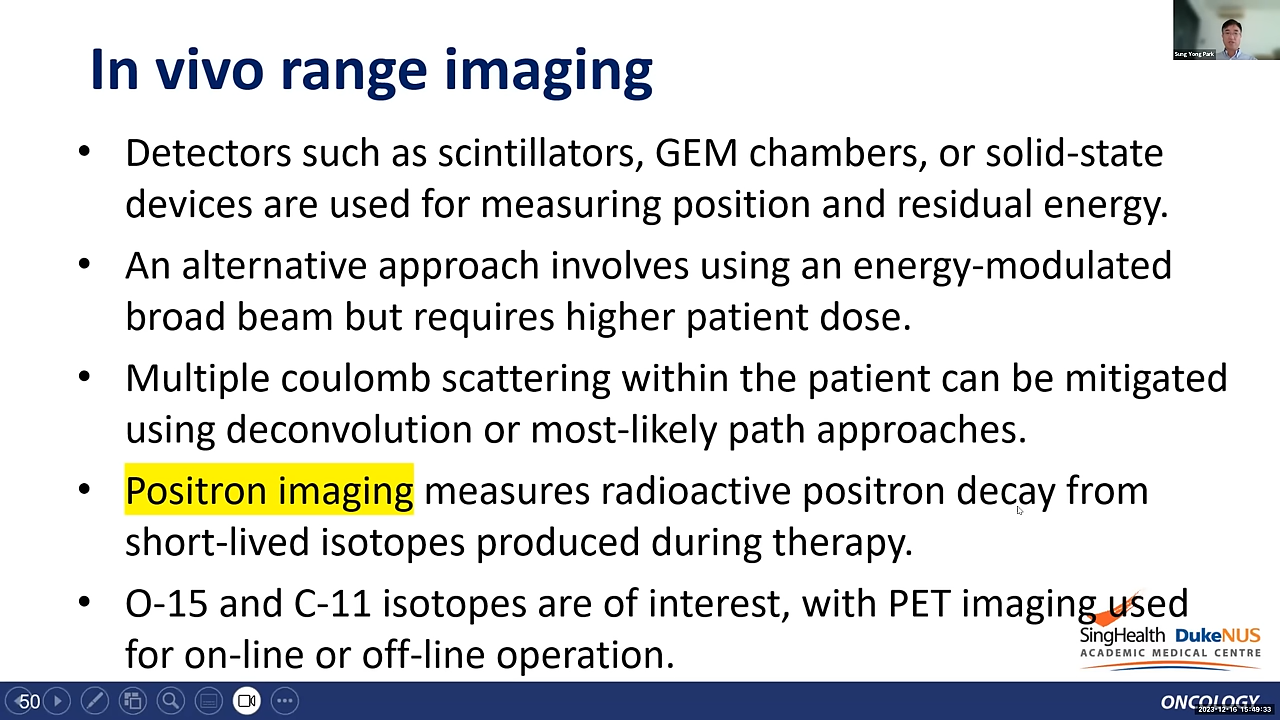 Sung Yong Park
In vivo range imaging
• Detectors such as scintillators, GEM chambers, or solid-state
devices are used for measuring position and residual energy.
• An alternative approach involves using an energy-modulated
broad beam but requires higher patient dose.
• Multiple coulomb scattering within the patient can be mitigated
using deconvolution or most-likely path approaches.
• Positron imaging measures radioactive positron decay from
short-lived isotopes produced during therapy.
• O-15 and C-11 isotopes are of interest, with PET imaging used
for on-line or off-line operation.
SingHealth DukeNUS
ACADEMIC MEDICAL CENTRE
50
ONCOLOGY
2023-12-16 15:49:33